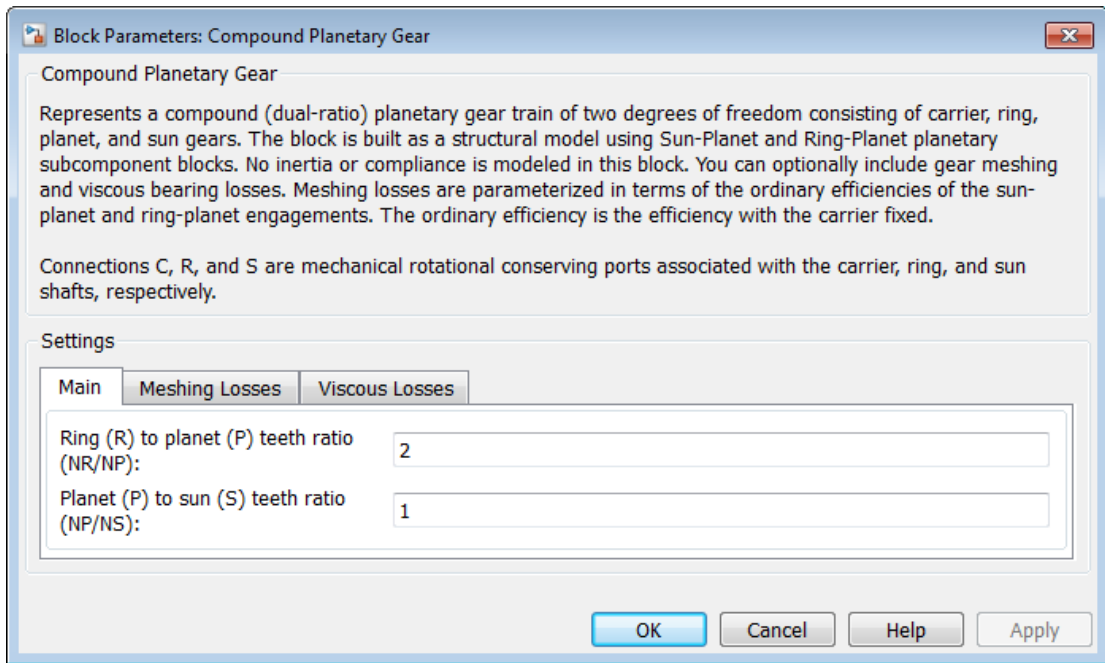 Block Parameters: Compound Planetary Gear
Compound Planetary Gear
Represents a compound (dual-ratio) planetary gear train of two degrees of freedom consisting of carrier, ring,
planet, and sun gears. The block is built as a structural model using Sun-Planet and Ring-Planet planetary
subcomponent blocks. No inertia or compliance is modeled in this block. You can optionally include gear meshing
and viscous bearing losses. Meshing losses are parameterized in terms of the ordinary efficiencies of the sun-
planet and ring-planet engagements. The ordinary efficiency is the efficiency with the carrier fixed.
Connections C, R, and S are mechanical rotational conserving ports associated with the carrier, ring, and sun
shafts, respectively.
Settings
Main Meshing Losses Viscous Losses
Ring (R) to planet (P) teeth ratio
(NR/NP):
2
Planet (P) to sun (S) teeth ratio
(NP/NS):
1
OK Cancel Help Apply